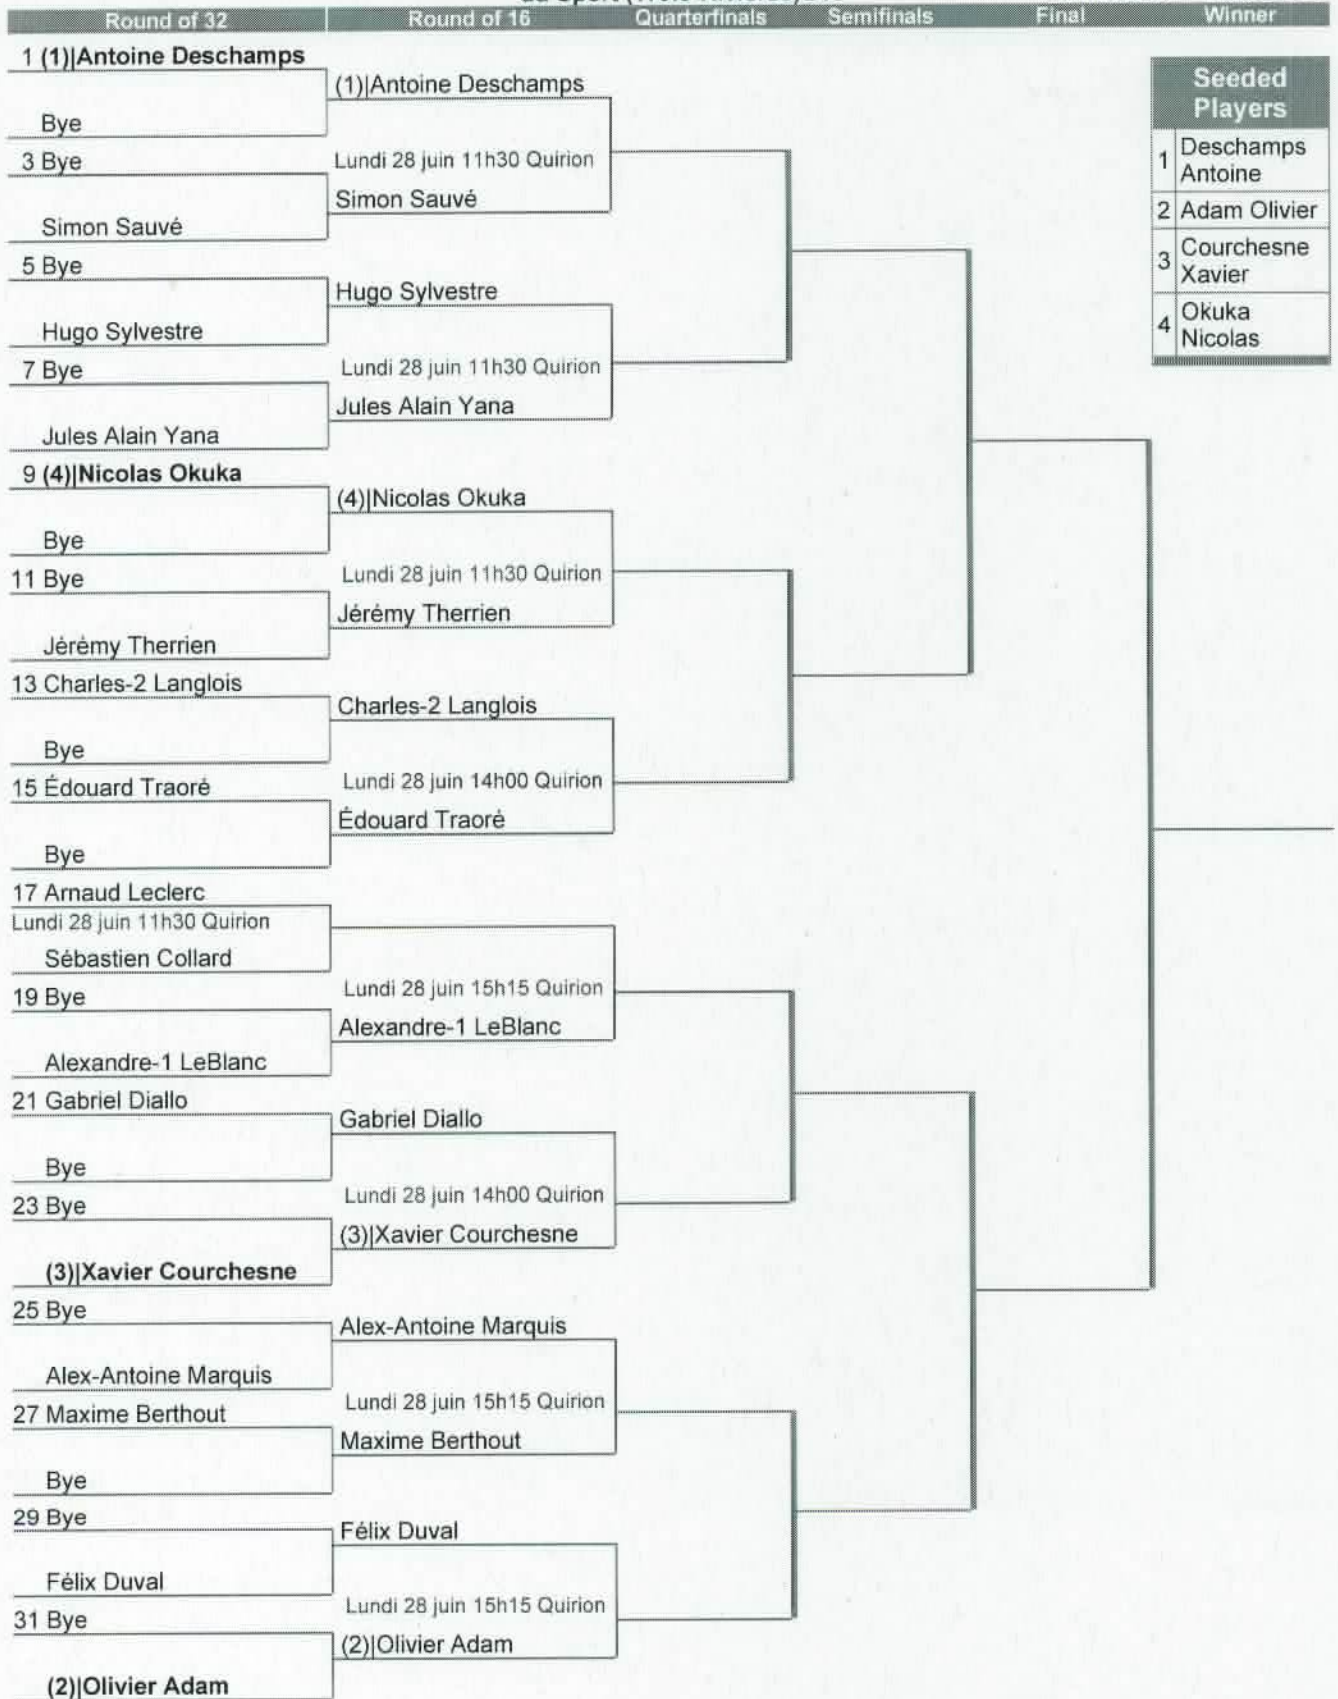 Round of 32
Round of 16
Quarterfinals
Semifinals
Final
Winner
1 (1)|Antoine Deschamps
Bye
3 Bye
Simon Sauvé
5 Bye
Hugo Sylvestre
7 Bye
Jules Alain Yana
9 (4)|Nicolas Okuka
Bye
11 Bye
Jérémy Therrien
13 Charles-2 Langlois
Bye
15 Édouard Traoré
Bye
17 Arnaud Leclerc
Lundi 28 juin 11h30 Quirion
Sébastien Collard
19 Bye
Alexandre-1 LeBlanc
21 Gabriel Diallo
Bye
23 Bye
(3)|Xavier Courchesne
25 Bye
Alex-Antoine Marquis
27 Maxime Berthout
Bye
29 Bye
Félix Duval
31 Bye
(2)|Olivier Adam
(1)|Antoine Deschamps
Lundi 28 juin 11h30 Quirion
Simon Sauvé
Hugo Sylvestre
Lundi 28 juin 11h30 Quirion
Jules Alain Yana
(4)|Nicolas Okuka
Lundi 28 juin 11h30 Quirion
Jérémy Therrien
Charles-2 Langlois
Lundi 28 juin 14h00 Quirion
Édouard Traoré
Lundi 28 juin 15h15 Quirion
Alexandre-1 LeBlanc
Gabriel Diallo
Lundi 28 juin 14h00 Quirion
(3)|Xavier Courchesne
Alex-Antoine Marquis
Lundi 28 juin 15h15 Quirion
Maxime Berthout
Félix Duval
Lundi 28 juin 15h15 Quirion
(2)|Olivier Adam
Seeded
Players
1 Deschamps
Antoine
2 Adam Olivier
3 Courchesne
Xavier
4 Okuka
Nicolas